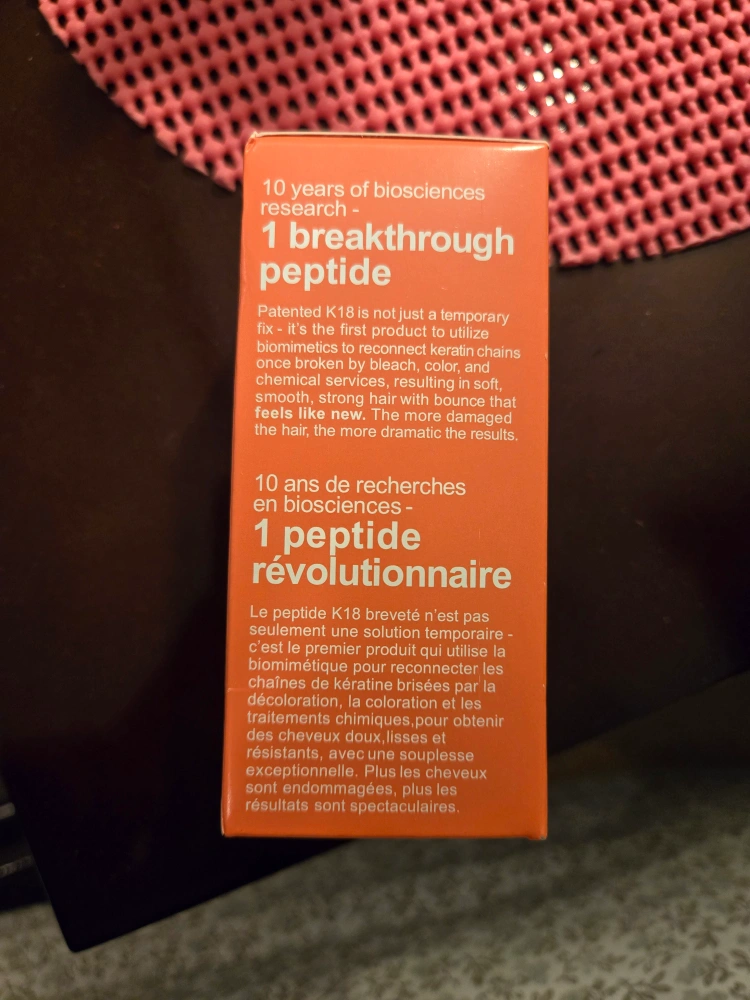 10 years of biosciences
research -
1 breakthrough
peptide
Patented K18 is not just a temporary
fix - it's the first product to utilize
biomimetics to reconnect keratin chains
once broken by bleach, color, and
chemical services, resulting in soft,
smooth, strong hair with bounce that
feels like new. The more damaged
the hair, the more dramatic the results.
10 ans de recherches
en biosciences -
1 peptide
révolutionnaire
Le peptide K18 breveté n'est pas
seulement une solution temporaire -
c'est le premier produit qui utilise la
biomimétique pour reconnecter les
chaînes de kératine brisées par la
décoloration, la coloration et les
traitements chimiques,pour obtenir
des cheveux doux,lisses et
résistants, avec une souplesse
exceptionnelle. Plus les cheveux
sont endommagées, plus les
résultats sont spectaculaires.